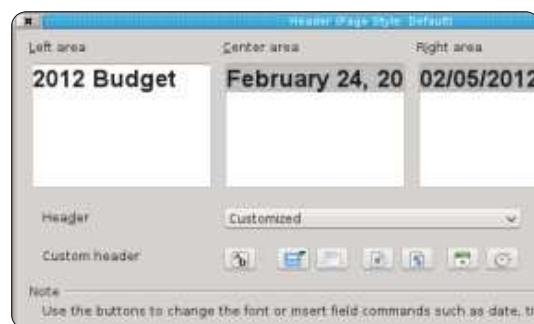 Header (Page Style: Default)
Left area Center area Right area
2012 Budget February 24, 20 02/05/2012
Header Customized
Custom header
Note
Use the buttons to change the font or insert field commands such as date, ti